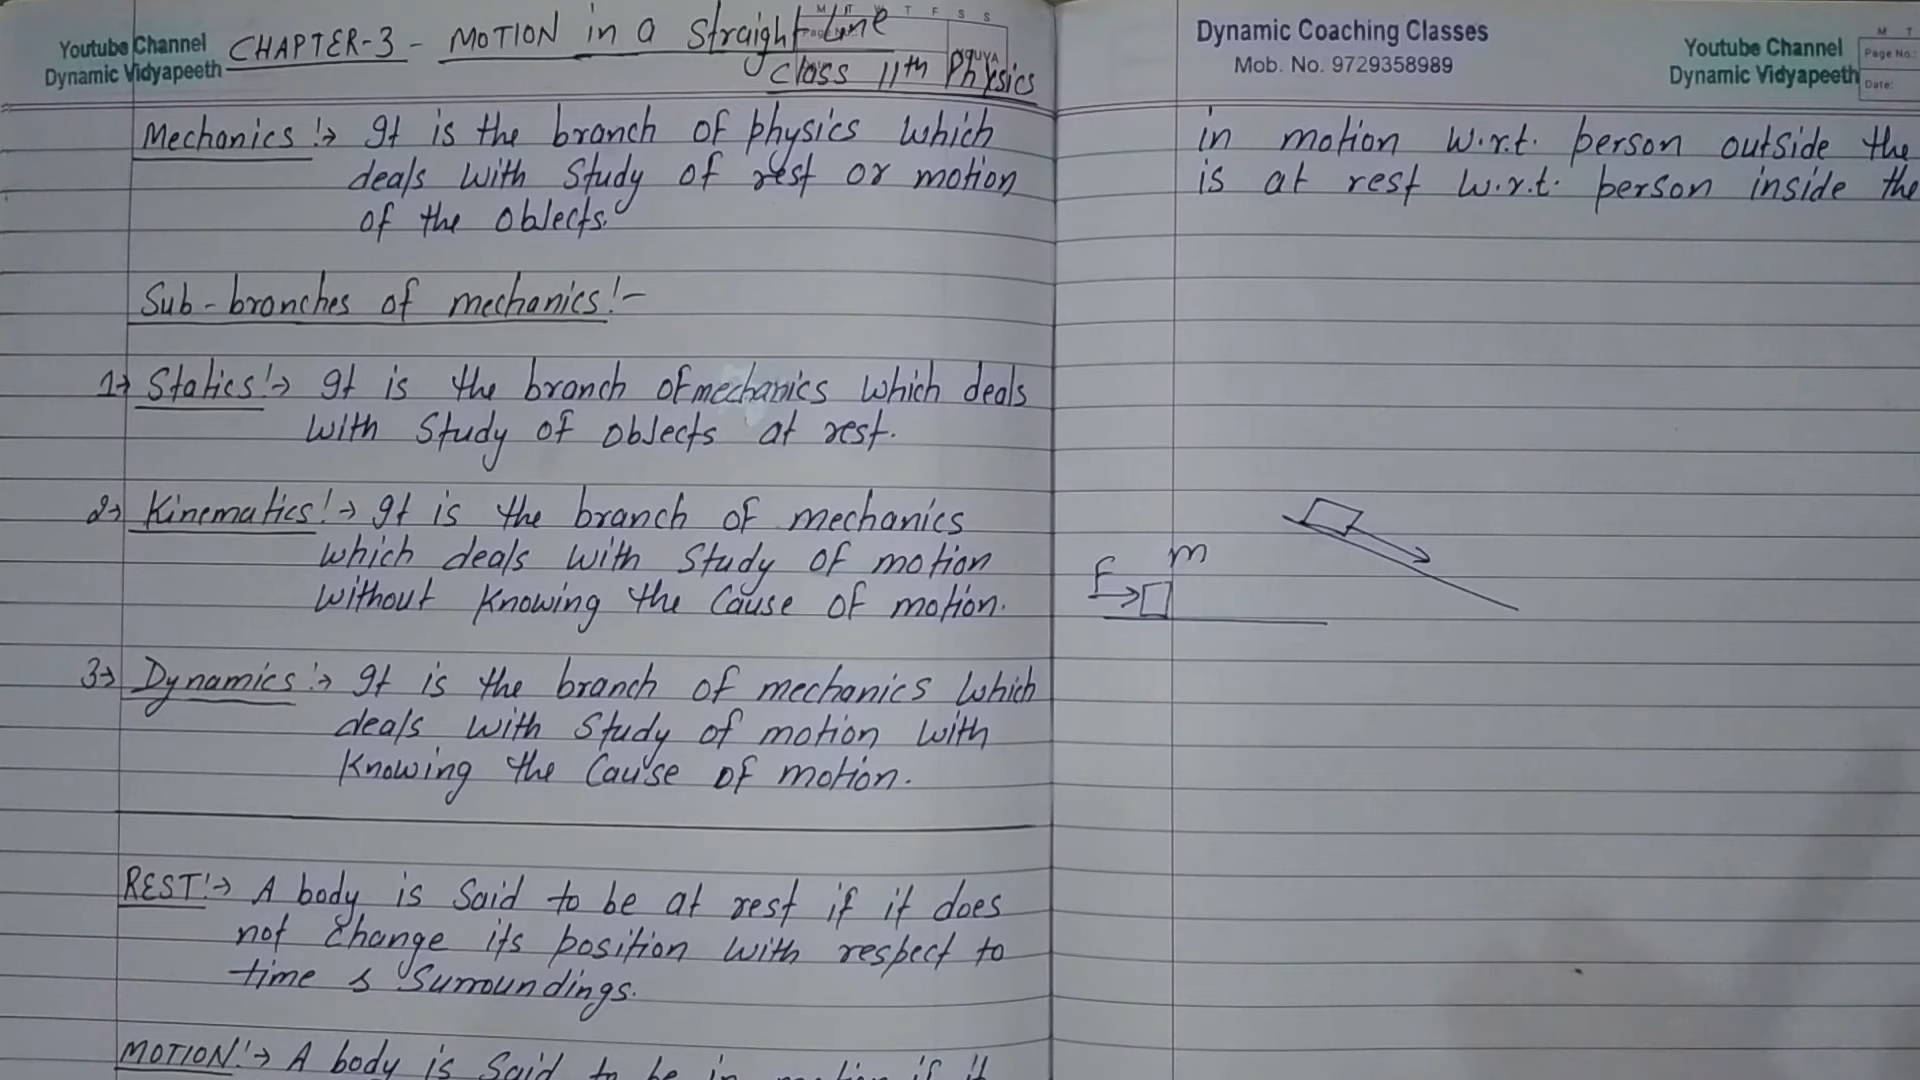 Youtube Channel
Dynamic Vidyapeeth
CHAPTER-3 - MOTION in a Straight Line
Class 11th Physics
Mechanics :→ It is the branch of physics which
deals with study of rest or motion
of the objects.
Sub-branches of mechanics :-
1→ Statics :→ It is the branch of mechanics which deals
with study of objects at rest.
2→ Kinematics :→ It is the branch of mechanics
which deals with study of motion
without knowing the cause of motion.
3→ Dynamics :→ It is the branch of mechanics which
deals with study of motion with
knowing the cause of motion.
REST :→ A body is said to be at rest if it does
not change its position with respect to
time & surroundings.
MOTION :→ A body is said to be in motion if it
Dynamic Coaching Classes
Mob. No. 9729358989
Youtube Channel
Dynamic Vidyapeeth
M T
Page No.:
Date:
in motion w.r.t. person outside the
is at rest w.r.t. person inside the
F
m